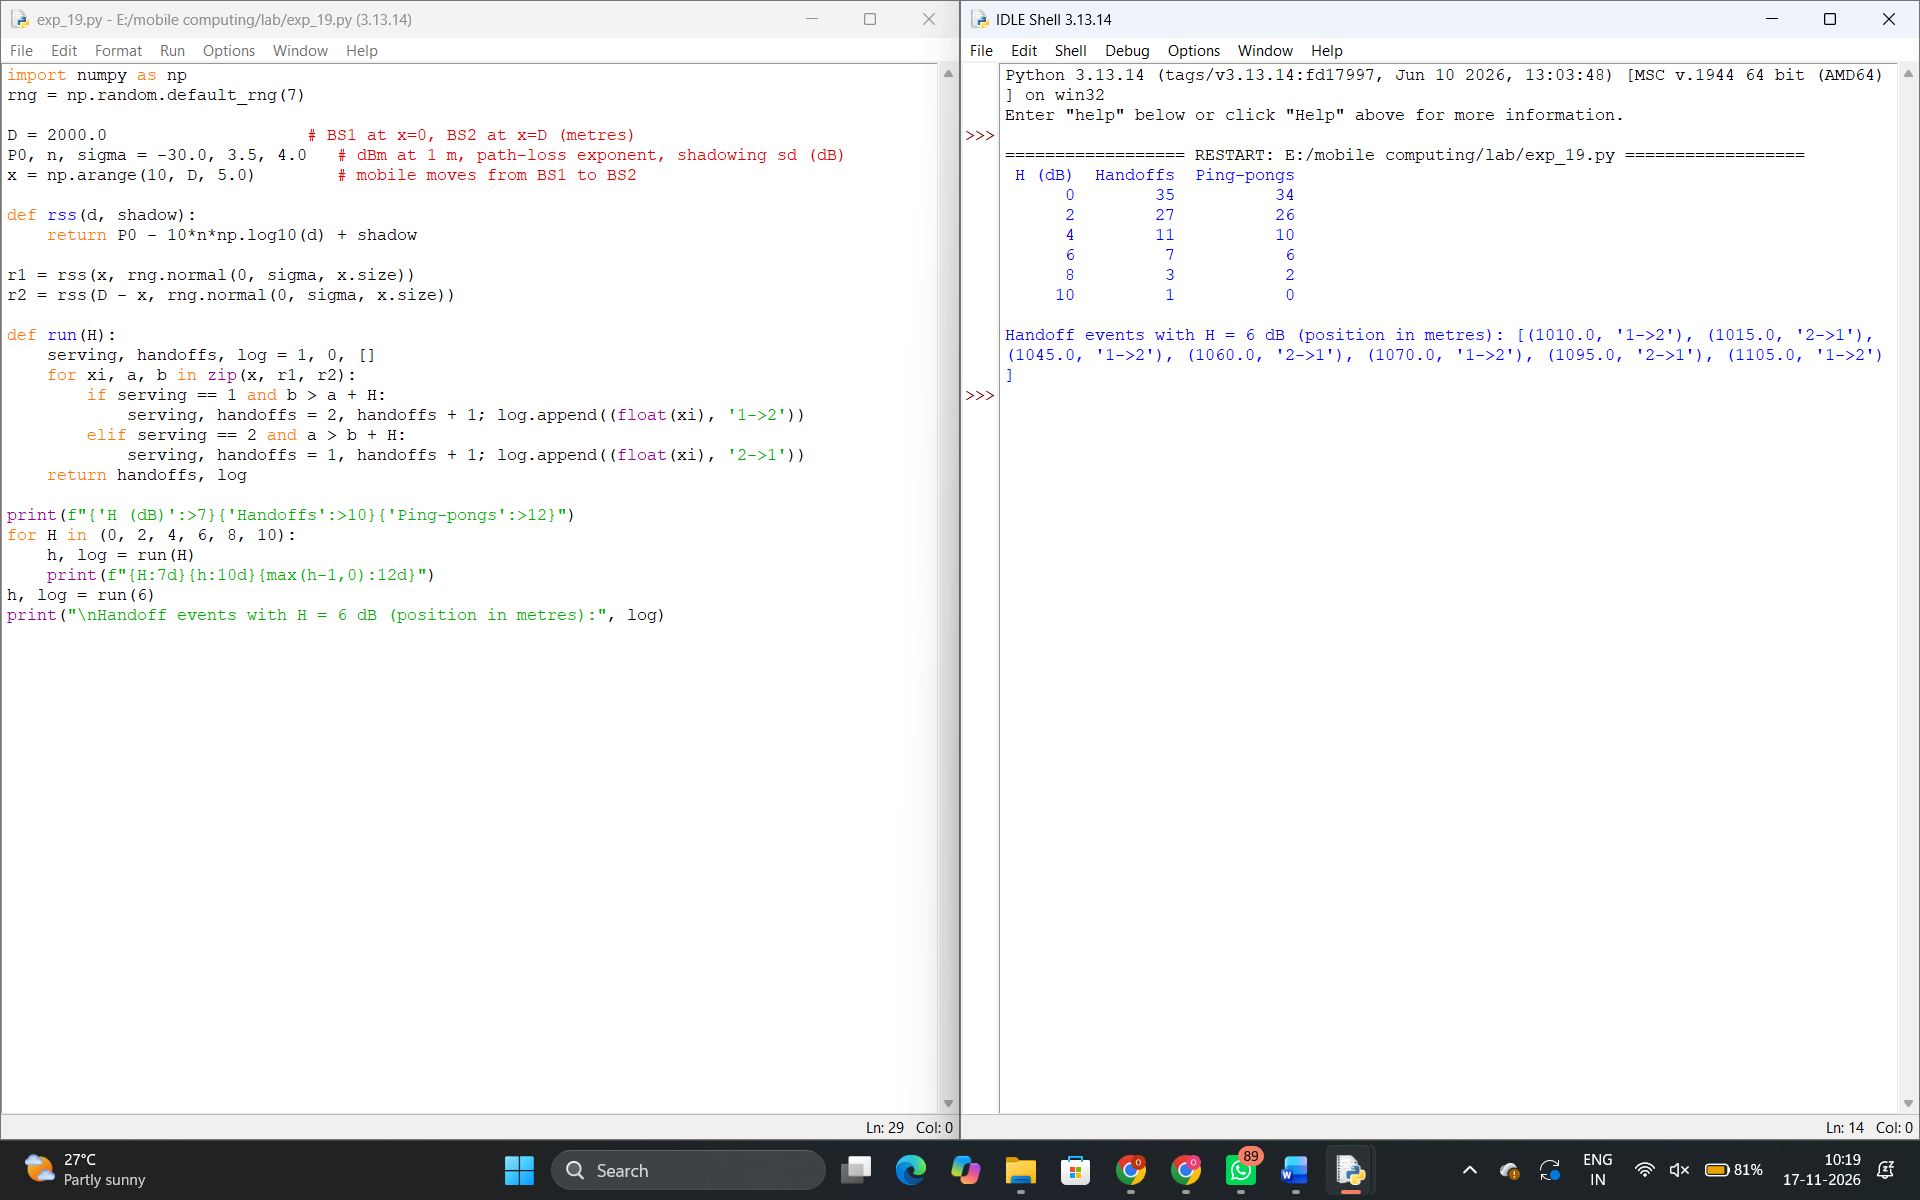 exp_19.py - E:/mobile computing/lab/exp_19.py (3.13.14)
File Edit Format Run Options Window Help
import numpy as np
rng = np.random.default_rng(7)

D = 2000.0                    # BS1 at x=0, BS2 at x=D (metres)
P0, n, sigma = -30.0, 3.5, 4.0   # dBm at 1 m, path-loss exponent, shadowing sd (dB)
x = np.arange(10, D, 5.0)        # mobile moves from BS1 to BS2

def rss(d, shadow):
    return P0 - 10*n*np.log10(d) + shadow

r1 = rss(x, rng.normal(0, sigma, x.size))
r2 = rss(D - x, rng.normal(0, sigma, x.size))

def run(H):
    serving, handoffs, log = 1, 0, []
    for xi, a, b in zip(x, r1, r2):
        if serving == 1 and b > a + H:
            serving, handoffs = 2, handoffs + 1; log.append((float(xi), '1->2'))
        elif serving == 2 and a > b + H:
            serving, handoffs = 1, handoffs + 1; log.append((float(xi), '2->1'))
    return handoffs, log

print(f"{'H (dB)':>7}{'Handoffs':>10}{'Ping-pongs':>12}")
for H in (0, 2, 4, 6, 8, 10):
    h, log = run(H)
    print(f"{H:7d}{h:10d}{max(h-1,0):12d}")
h, log = run(6)
print("\nHandoff events with H = 6 dB (position in metres):", log)
Ln: 29 Col: 0
IDLE Shell 3.13.14
File Edit Shell Debug Options Window Help
Python 3.13.14 (tags/v3.13.14:fd17997, Jun 10 2026, 13:03:48) [MSC v.1944 64 bit (AMD64)
] on win32
Enter "help" below or click "Help" above for more information.
>>>
================== RESTART: E:/mobile computing/lab/exp_19.py ==================
 H (dB)  Handoffs  Ping-pongs
      0        35          34
      2        27          26
      4        11          10
      6         7           6
      8         3           2
     10         1           0

Handoff events with H = 6 dB (position in metres): [(1010.0, '1->2'), (1015.0, '2->1'),
(1045.0, '1->2'), (1060.0, '2->1'), (1070.0, '1->2'), (1095.0, '2->1'), (1105.0, '1->2')
]
>>>
Ln: 14 Col: 0
27°C
Partly sunny
Search
89
ENG
IN
81%
10:19
17-11-2026